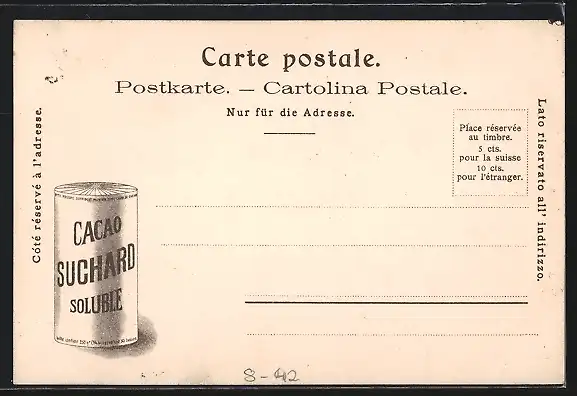 Carte postale.
Postkarte. — Cartolina Postale.
Nur für die Adresse.
Côté réservé à l'adresse.
Place réservée
au timbre.
5 cts.
pour la suisse
10 cts.
pour l'étranger.
Lato riservato all' indirizzo.
CACAO
SUCHARD
SOLUBLE
S-42